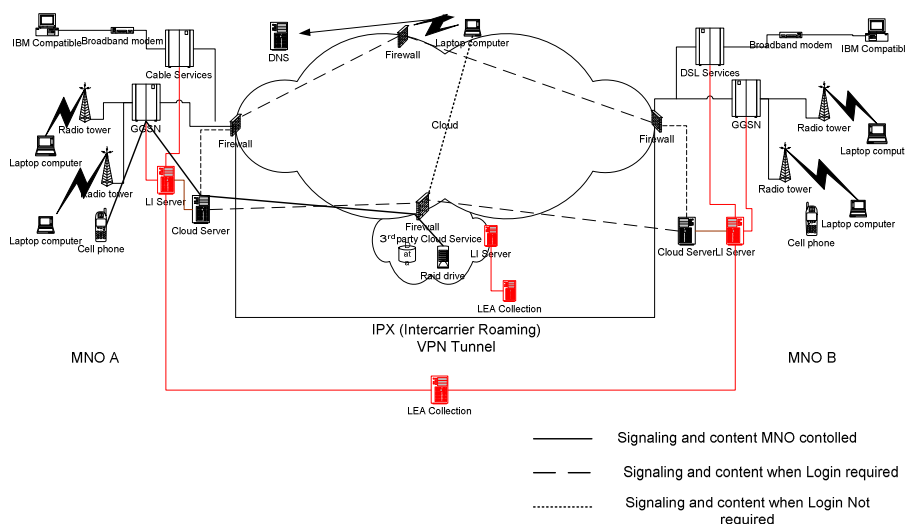 IBM Compatible
Broadband modem
Cable Services
DNS
Firewall
Laptop computer
DSL Services
Broadband modem
IBM Compatibl
Radio tower
GGSN
Firewall
Cloud
Firewall
GGSN
Radio tower
Laptop computer
Laptop comput
Radio tower
LI Server
Radio tower
Laptop computer
Cell phone
Cloud Server
Firewall
3rd party Cloud Service
at
Raid drive
LI Server
Cloud Server
LI Server
Cell phone
Laptop computer
LEA Collection
IPX (Intercarrier Roaming)
VPN Tunnel
MNO A
MNO B
LEA Collection
Signaling and content MNO contolled
Signaling and content when Login required
Signaling and content when Login Not
required